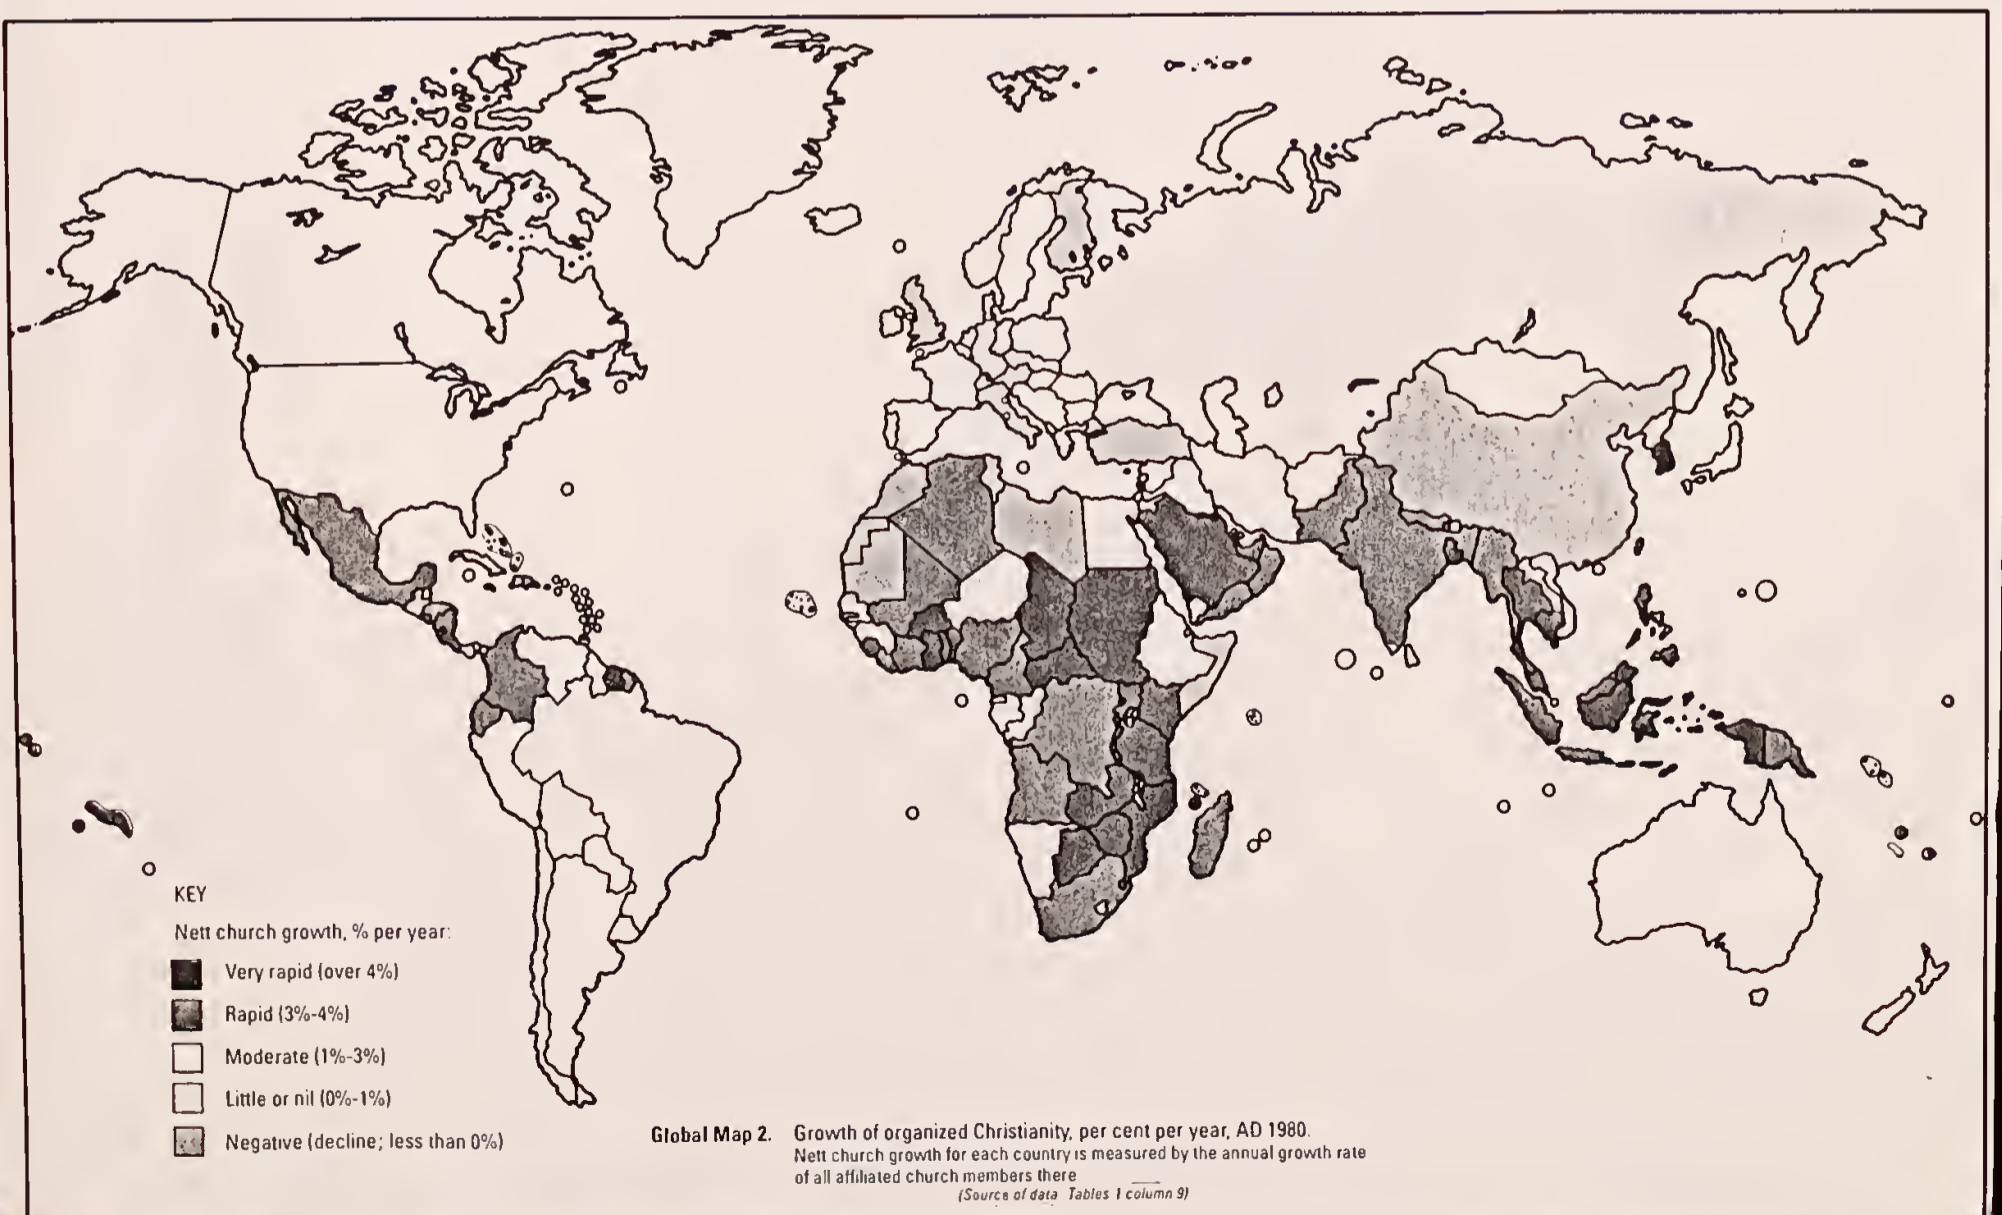 KEY
Nett church growth, % per year:
Very rapid (over 4%)
Rapid (3%-4%)
Moderate (1%-3%)
Little or nil (0%-1%)
Negative (decline; less than 0%)
Global Map 2. Growth of organized Christianity, per cent per year, AD 1980.
Nett church growth for each country is measured by the annual growth rate
of all affiliated church members there
(Source of data Tables 1 column 9)